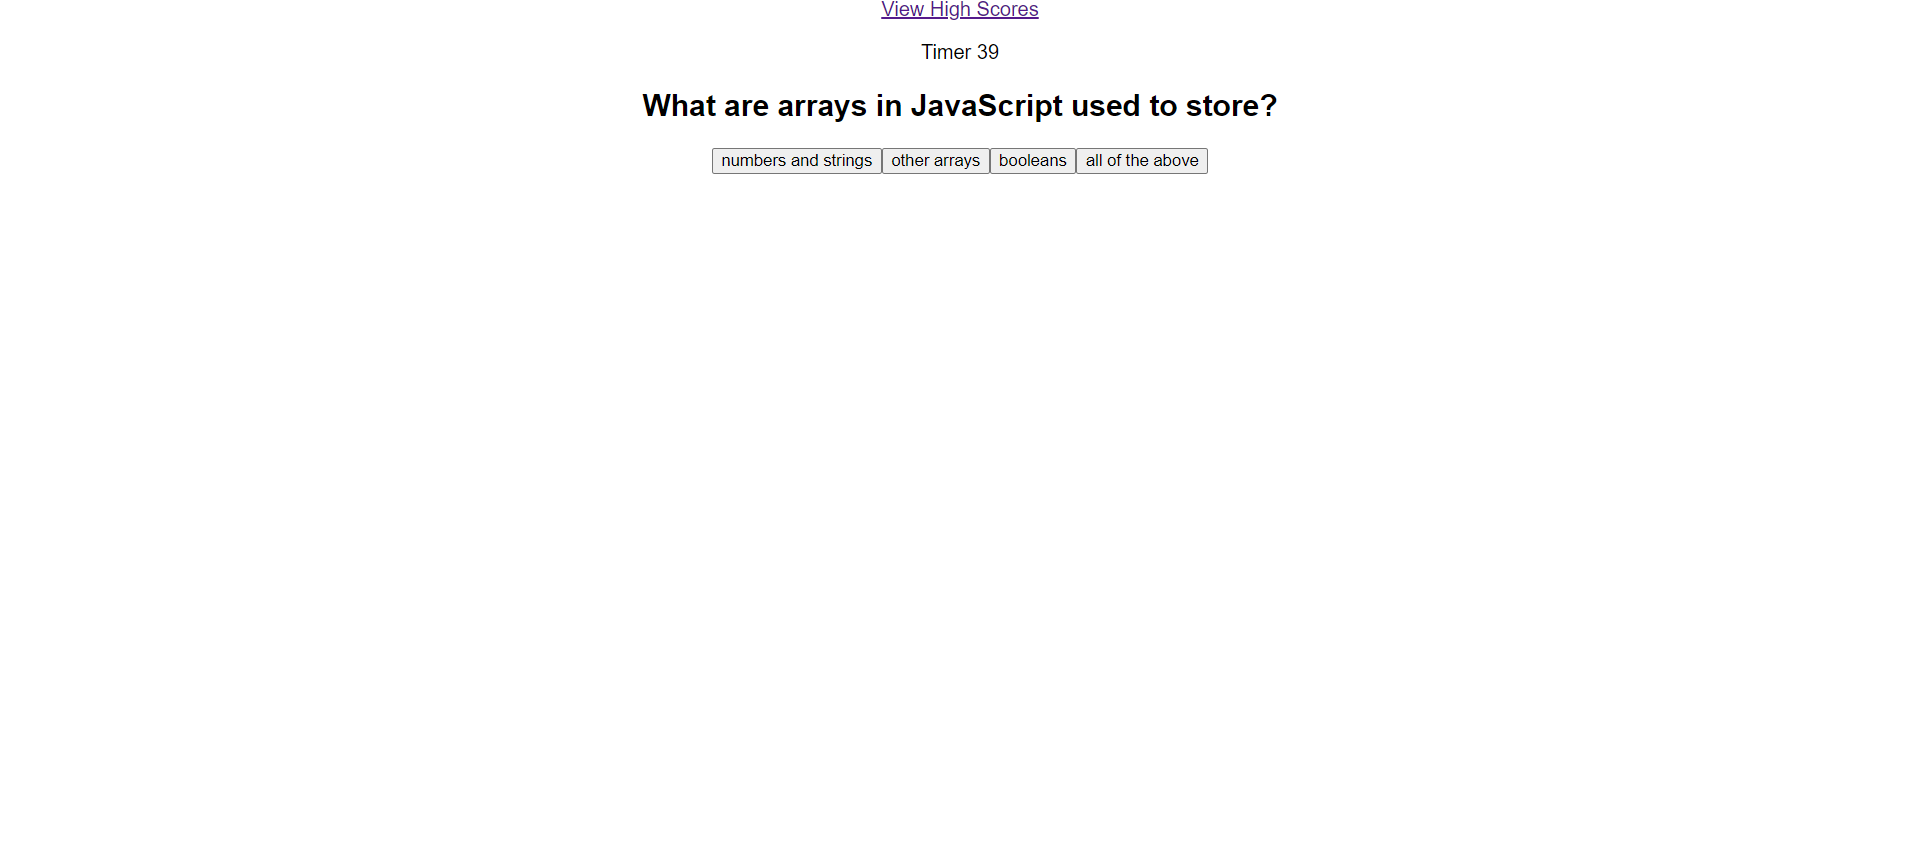 View High Scores
Timer 39
What are arrays in JavaScript used to store?
numbers and strings other arrays booleans all of the above